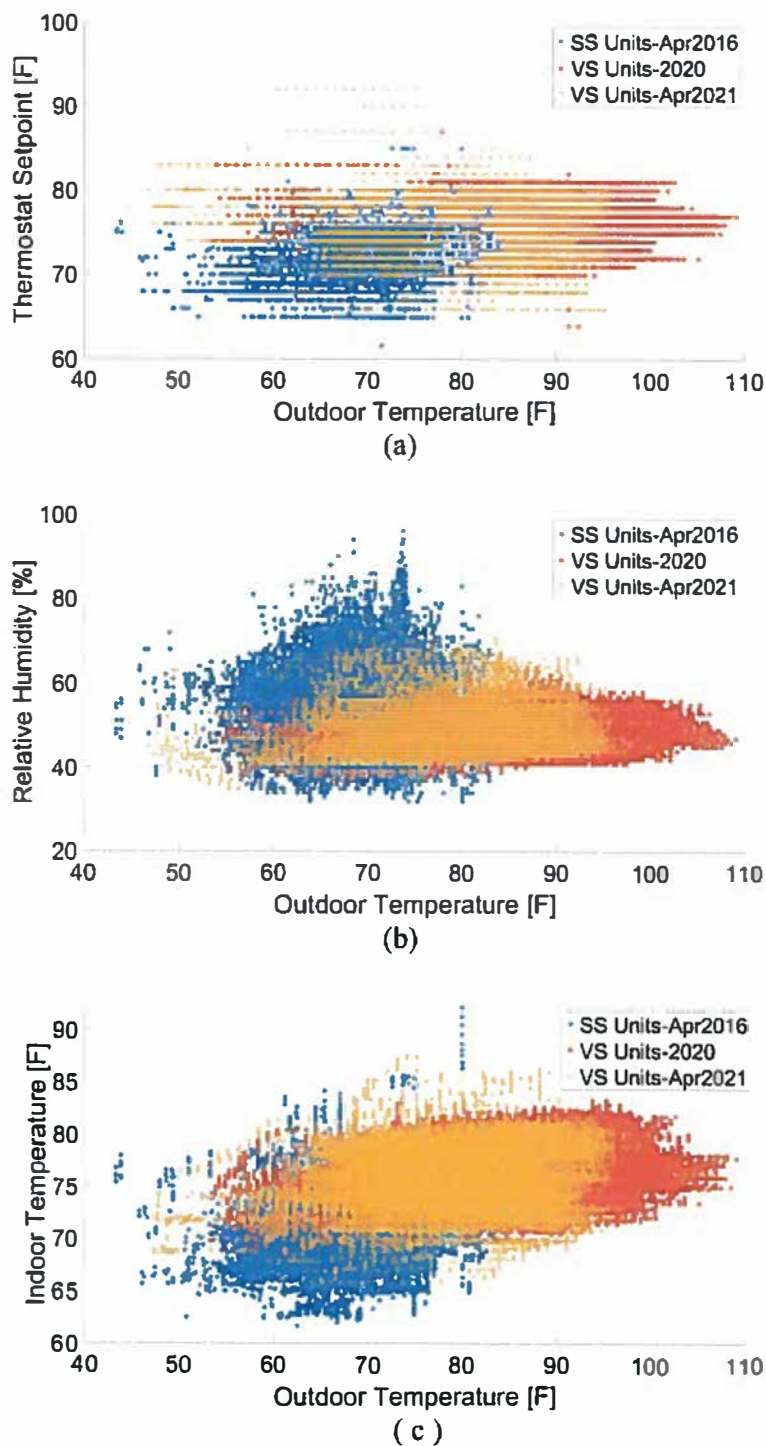 100
90
80
70
60
Thermostat Setpoint [F]
SS Units-Apr2016
VS Units-2020
VS Units-Apr2021
40 50 60 70 80 90 100 110
Outdoor Temperature [F]
(a)
100
80
60
40
20
Relative Humidity [%]
SS Units-Apr2016
VS Units-2020
VS Units-Apr2021
40 50 60 70 80 90 100 110
Outdoor Temperature [F]
(b)
90
85
80
75
70
65
60
Indoor Temperature [F]
SS Units-Apr2016
VS Units-2020
VS Units-Apr2021
40 50 60 70 80 90 100 110
Outdoor Temperature [F]
( c )